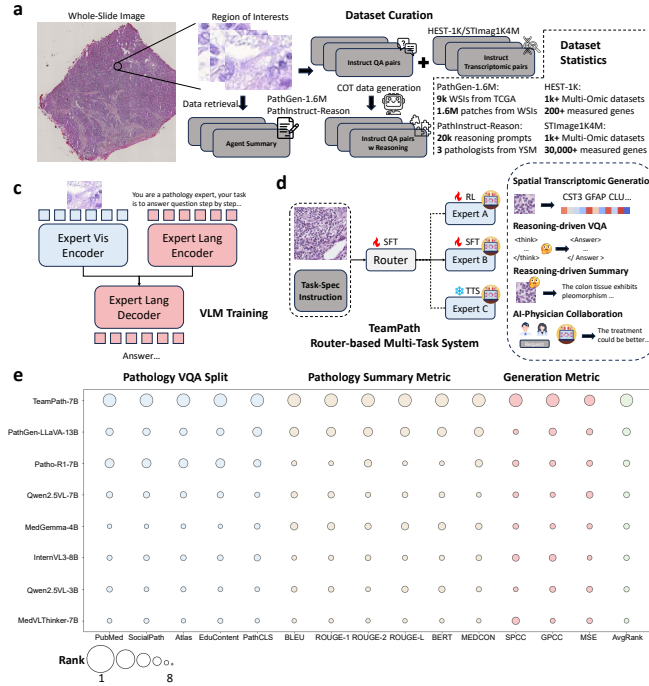 a
Whole-Slide Image
Region of Interests
Dataset Curation
HEST-1K/STImag1K4M
Instruct QA pairs
+
Instruct Transcriptomic pairs
Data retrieval
PathGen-1.6M
PathInstruct-Reason
COT data generation
Agent Summary
Instruct QA pairs w Reasoning
Dataset Statistics
PathGen-1.6M:
9k WSIs from TCGA
1.6M patches from WSIs
PathInstruct-Reason:
20k reasoning prompts
3 pathologists from YSM
HEST-1K:
1k+ Multi-Omic datasets
200+ measured genes
STImage1K4M:
1k+ Multi-Omic datasets
30,000+ measured genes
c
You are a pathology expert, your task is to answer question step by step...
Expert Vis Encoder
Expert Lang Encoder
Expert Lang Decoder
VLM Training
Answer...
d
Task-Spec Instruction
SFT
Router
RL
Expert A
SFT
Expert B
TTS
Expert C
TeamPath
Router-based Multi-Task System
Spatial Transcriptomic Generation
CST3 GFAP CLU...
Reasoning-driven VQA
<think>
...
</think>
<Answer>
...
</ Answer >
Reasoning-driven Summary
The colon tissue exhibits pleomorphism ...
AI-Physician Collaboration
Request
The treatment could be better...
e
Pathology VQA Split
Pathology Summary Metric
Generation Metric
TeamPath-7B
PathGen-LLaVA-13B
Patho-R1-7B
Qwen2.5VL-7B
MedGemma-4B
InternVL3-8B
Qwen2.5VL-3B
MedVLThinker-7B
PubMed SocialPath Atlas EduContent PathCLS BLEU ROUGE-1 ROUGE-2 ROUGE-L BERT MEDCON SPCC GPCC MSE AvgRank
Rank
1 8